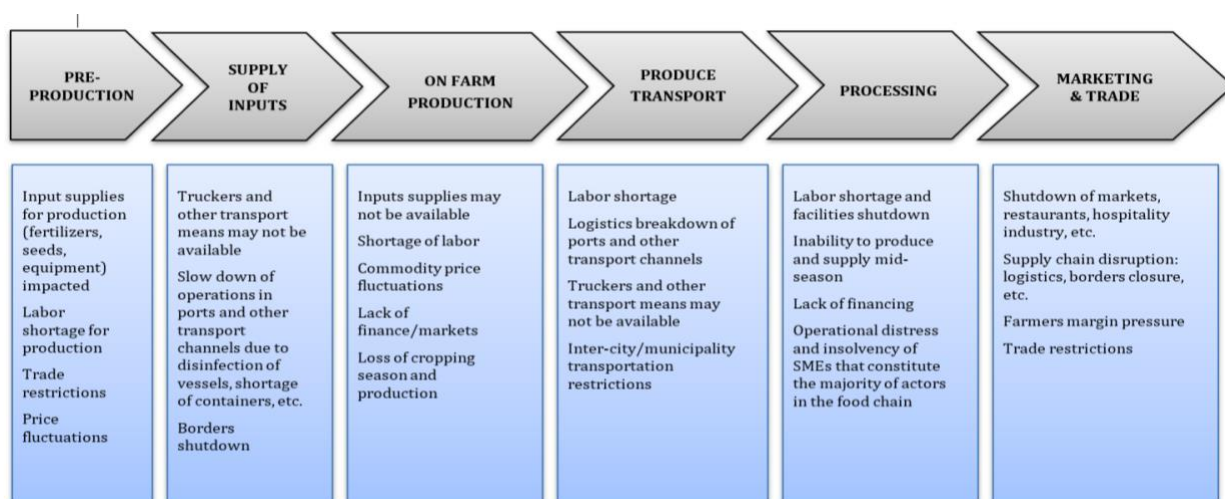 PRE-
PRODUCTION
SUPPLY
OF
INPUTS
ON FARM
PRODUCTION
PRODUCE
TRANSPORT
PROCESSING
MARKETING
& TRADE
Input supplies
for production
(fertilizers,
seeds,
equipment)
impacted
Labor
shortage for
production
Trade
restrictions
Price
fluctuations
Truckers and
other transport
means may not be
available
Slow down of
operations in
ports and other
transport
channels due to
disinfection of
vessels, shortage
of containers, etc.
Borders
shutdown
Inputs supplies may
not be available
Shortage of labor
Commodity price
fluctuations
Lack of
finance/markets
Loss of cropping
season and
production
Labor shortage
Logistics breakdown of
ports and other
transport channels
Truckers and other
transport means may
not be available
Inter-city/municipality
transportation
restrictions
Labor shortage and
facilities shutdown
Inability to produce
and supply mid-
season
Lack of financing
Operational distress
and insolvency of
SMEs that constitute
the majority of actors
in the food chain
Shutdown of markets,
restaurants, hospitality
industry, etc.
Supply chain disruption:
logistics, borders closure,
etc.
Farmers margin pressure
Trade restrictions